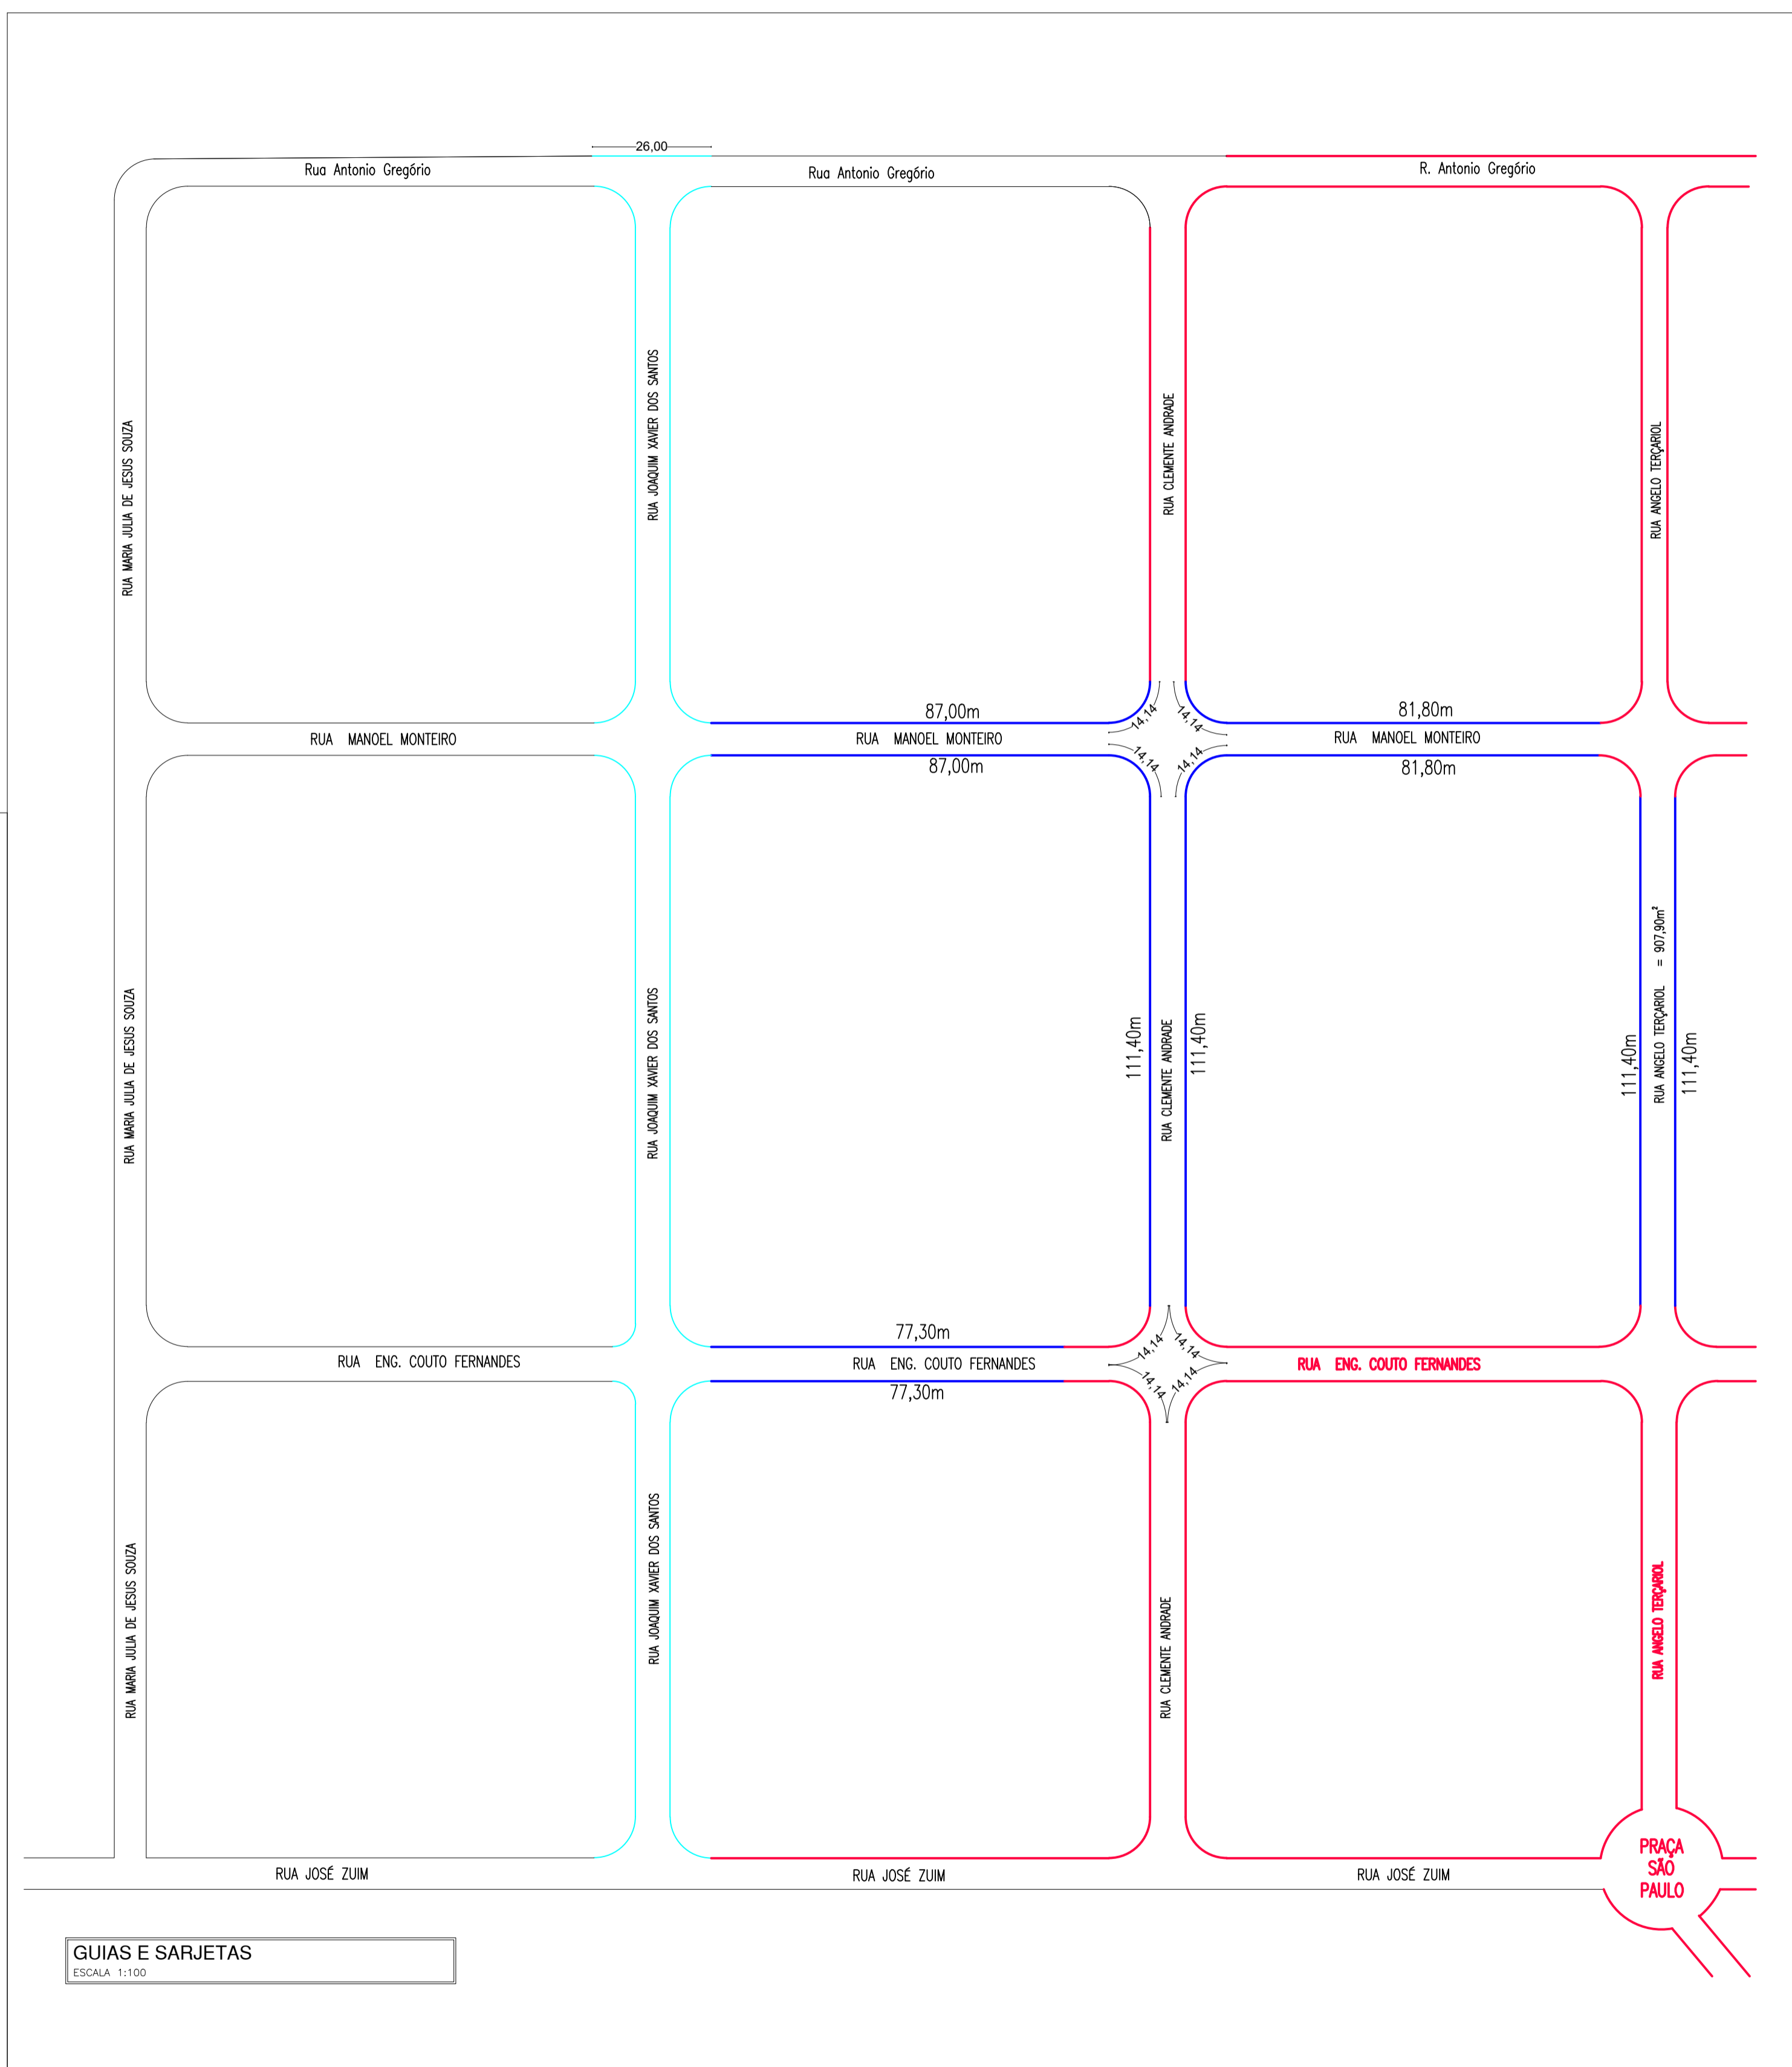 26,00
Rua Antonio Gregório
Rua Antonio Gregório
R. Antonio Gregório
RUA MARIA JULIA DE JESUS SOUZA
RUA JOAQUIM XAVIER DOS SANTOS
RUA CLEMENTE ANDRADE
RUA ANGELO TERÇARIOL
87,00m
14,14
14,14
81,80m
RUA MANOEL MONTEIRO
RUA MANOEL MONTEIRO
RUA MANOEL MONTEIRO
87,00m
14,14
14,14
81,80m
RUA MARIA JULIA DE JESUS SOUZA
RUA JOAQUIM XAVIER DOS SANTOS
111,40m
RUA CLEMENTE ANDRADE
111,40m
111,40m
RUA ANGELO TERÇARIOL = 907,90m²
111,40m
77,30m
14,14
14,14
RUA ENG. COUTO FERNANDES
RUA ENG. COUTO FERNANDES
RUA ENG. COUTO FERNANDES
77,30m
14,14
14,14
RUA MARIA JULIA DE JESUS SOUZA
RUA JOAQUIM XAVIER DOS SANTOS
RUA CLEMENTE ANDRADE
RUA ANGELO TERÇARIOL
RUA JOSÉ ZUIM
RUA JOSÉ ZUIM
RUA JOSÉ ZUIM
PRAÇA
SÃO
PAULO
GUIAS E SARJETAS
ESCALA 1:100